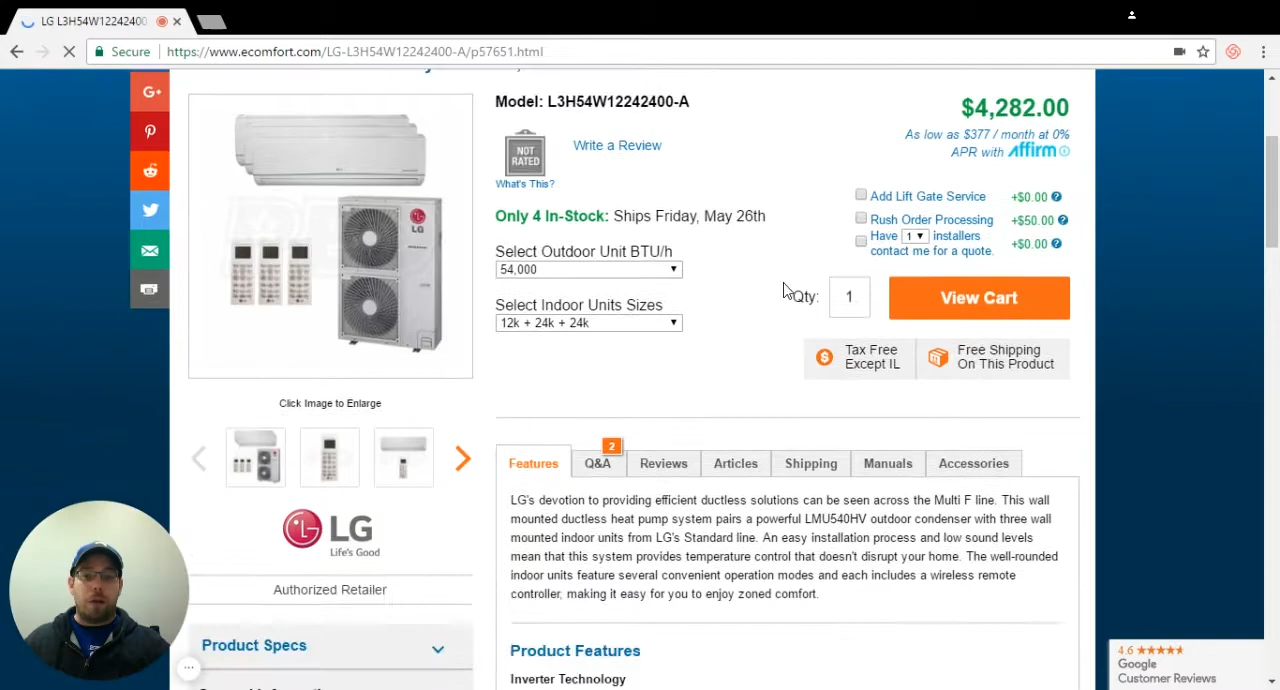 LG L3H54W12242400
Secure
https://www.ecomfort.com/LG-L3H54W12242400-A/p57651.html
G+
Model: L3H54W12242400-A
$4,282.00
As low as $377 / month at 0%
APR with affirm
NOT
RATED
Write a Review
What's This?
Add Lift Gate Service +$0.00 ?
Rush Order Processing +$50.00 ?
Have 1 installers
contact me for a quote. +$0.00 ?
Only 4 In-Stock: Ships Friday, May 26th
Select Outdoor Unit BTU/h
54,000
Select Indoor Units Sizes
12k + 24k + 24k
Qty: 1
View Cart
Tax Free
Except IL
Free Shipping
On This Product
LG
Click Image to Enlarge
LG
Life's Good
Authorized Retailer
Product Specs
Features
Q&A
2
Reviews
Articles
Shipping
Manuals
Accessories
LG's devotion to providing efficient ductless solutions can be seen across the Multi F line. This wall
mounted ductless heat pump system pairs a powerful LMU540HV outdoor condenser with three wall
mounted indoor units from LG's Standard line. An easy installation process and low sound levels
mean that this system provides temperature control that doesn't disrupt your home. The well-rounded
indoor units feature several convenient operation modes and each includes a wireless remote
controller, making it easy for you to enjoy zoned comfort.
Product Features
Inverter Technology
4.6
Google
Customer Reviews